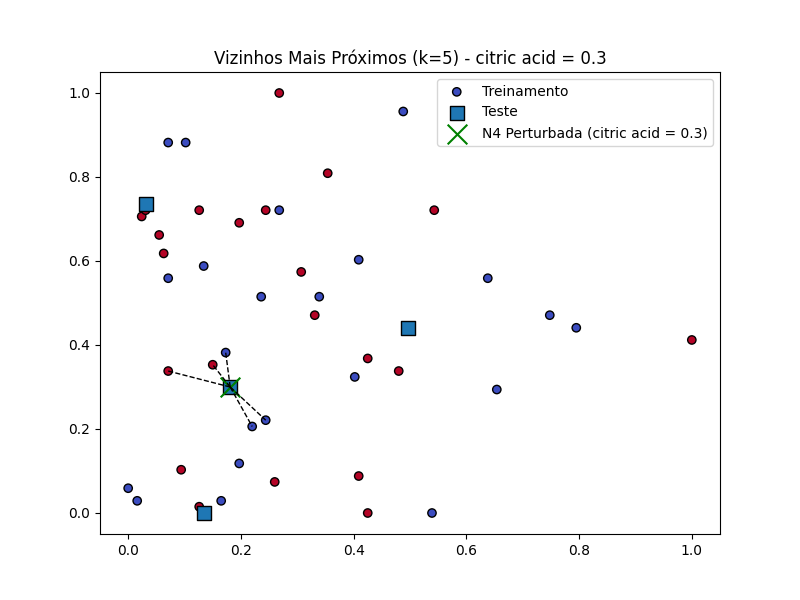 Vizinhos Mais Próximos (k=5) - citric acid = 0.3
Treinamento
Teste
N4 Perturbada (citric acid = 0.3)
1.0
0.8
0.6
0.4
0.2
0.0
0.0 0.2 0.4 0.6 0.8 1.0